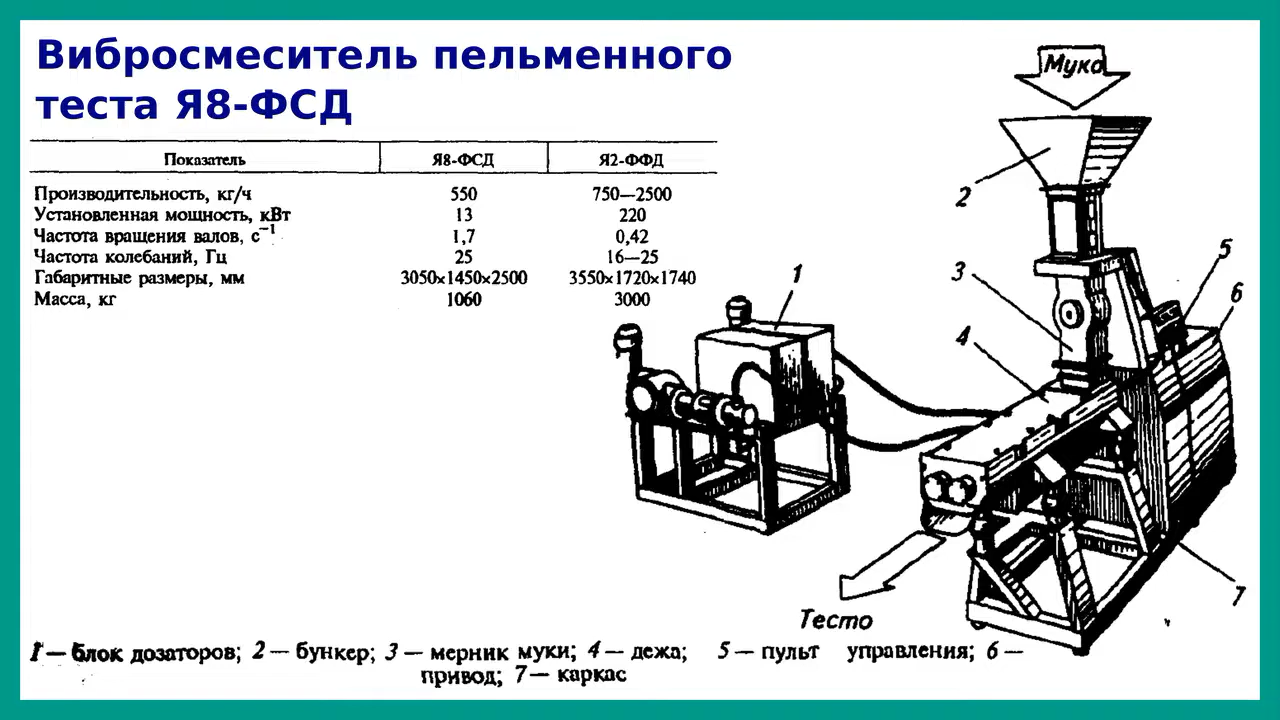 Вибросмеситель пельменного
теста Я8-ФСД
Мука
Показатель Я8-ФСД Я2-ФФД
Производительность, кг/ч 550 750—2500
Установленная мощность, кВт 13 220
Частота вращения валов, с⁻¹ 1,7 0,42
Частота колебаний, Гц 25 16—25
Габаритные размеры, мм 3050×1450×2500 3550×1720×1740
Масса, кг 1060 3000
2
5
1
3
6
4
7
Тесто
1 — блок дозаторов; 2 — бункер; 3 — мерник муки; 4 — дежа; 5 — пульт управления; 6 —
привод; 7 — каркас